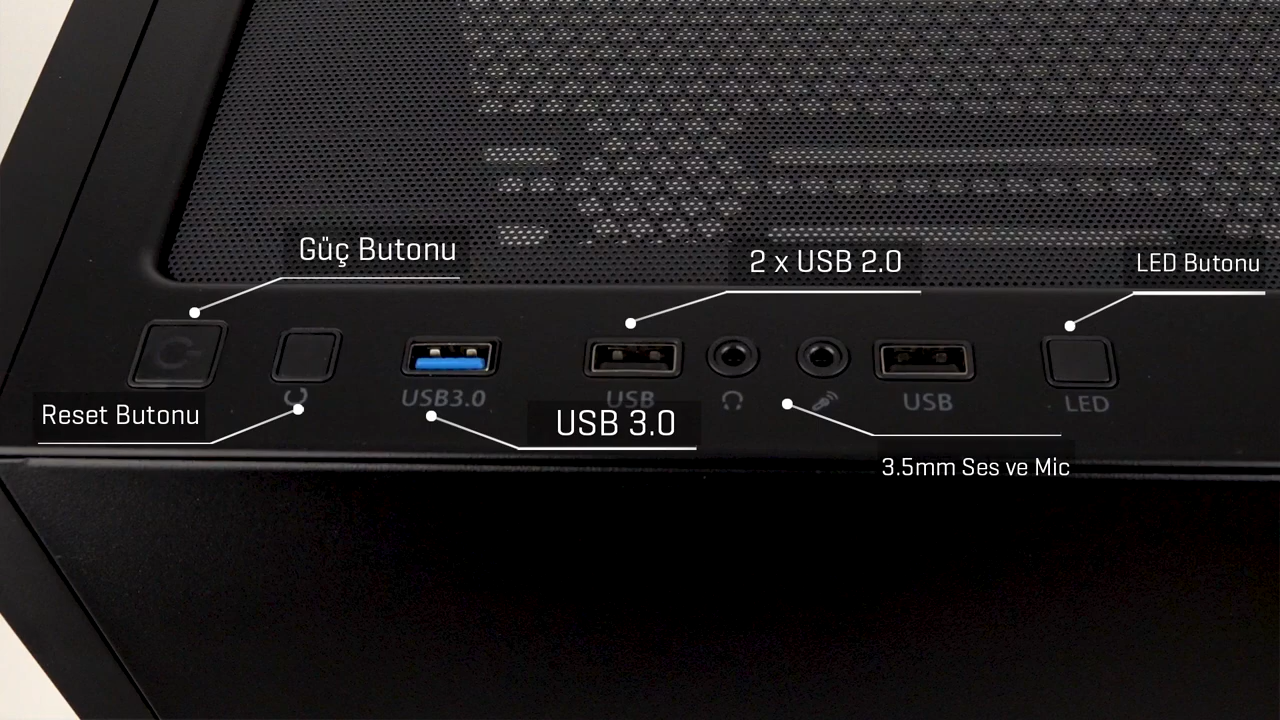 Güç Butonu
2 x USB 2.0
LED Butonu
USB3.0
USB
USB
LED
Reset Butonu
USB 3.0
3.5mm Ses ve Mic